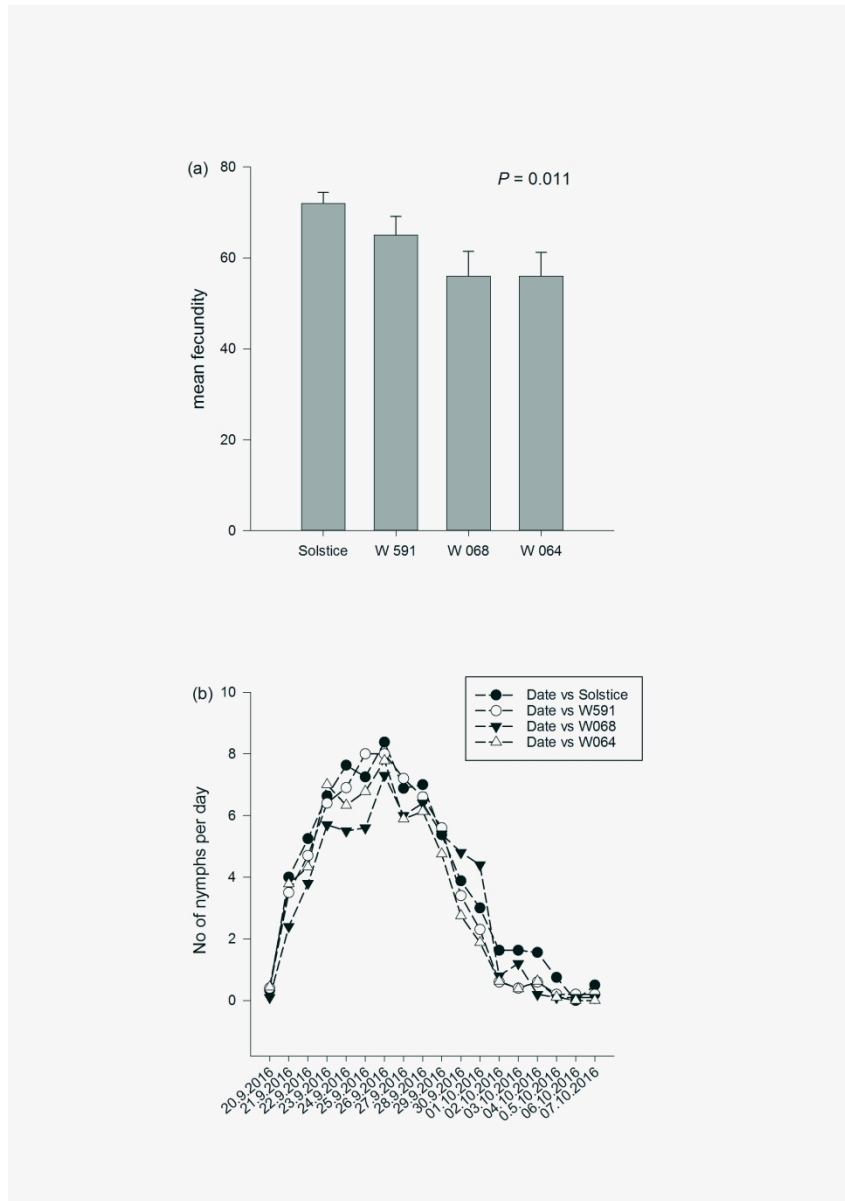 (a)
80
60
40
20
0
mean fecundity
P = 0.011
Solstice W 591 W 068 W 064
(b)
10
8
6
4
2
0
No of nymphs per day
Date vs Solstice
Date vs W591
Date vs W068
Date vs W064
20.9.2016
21.9.2016
22.9.2016
23.9.2016
24.9.2016
25.9.2016
26.9.2016
27.9.2016
28.9.2016
29.9.2016
30.9.2016
01.10.2016
02.10.2016
03.10.2016
04.10.2016
0.5.10.2016
06.10.2016
07.10.2016